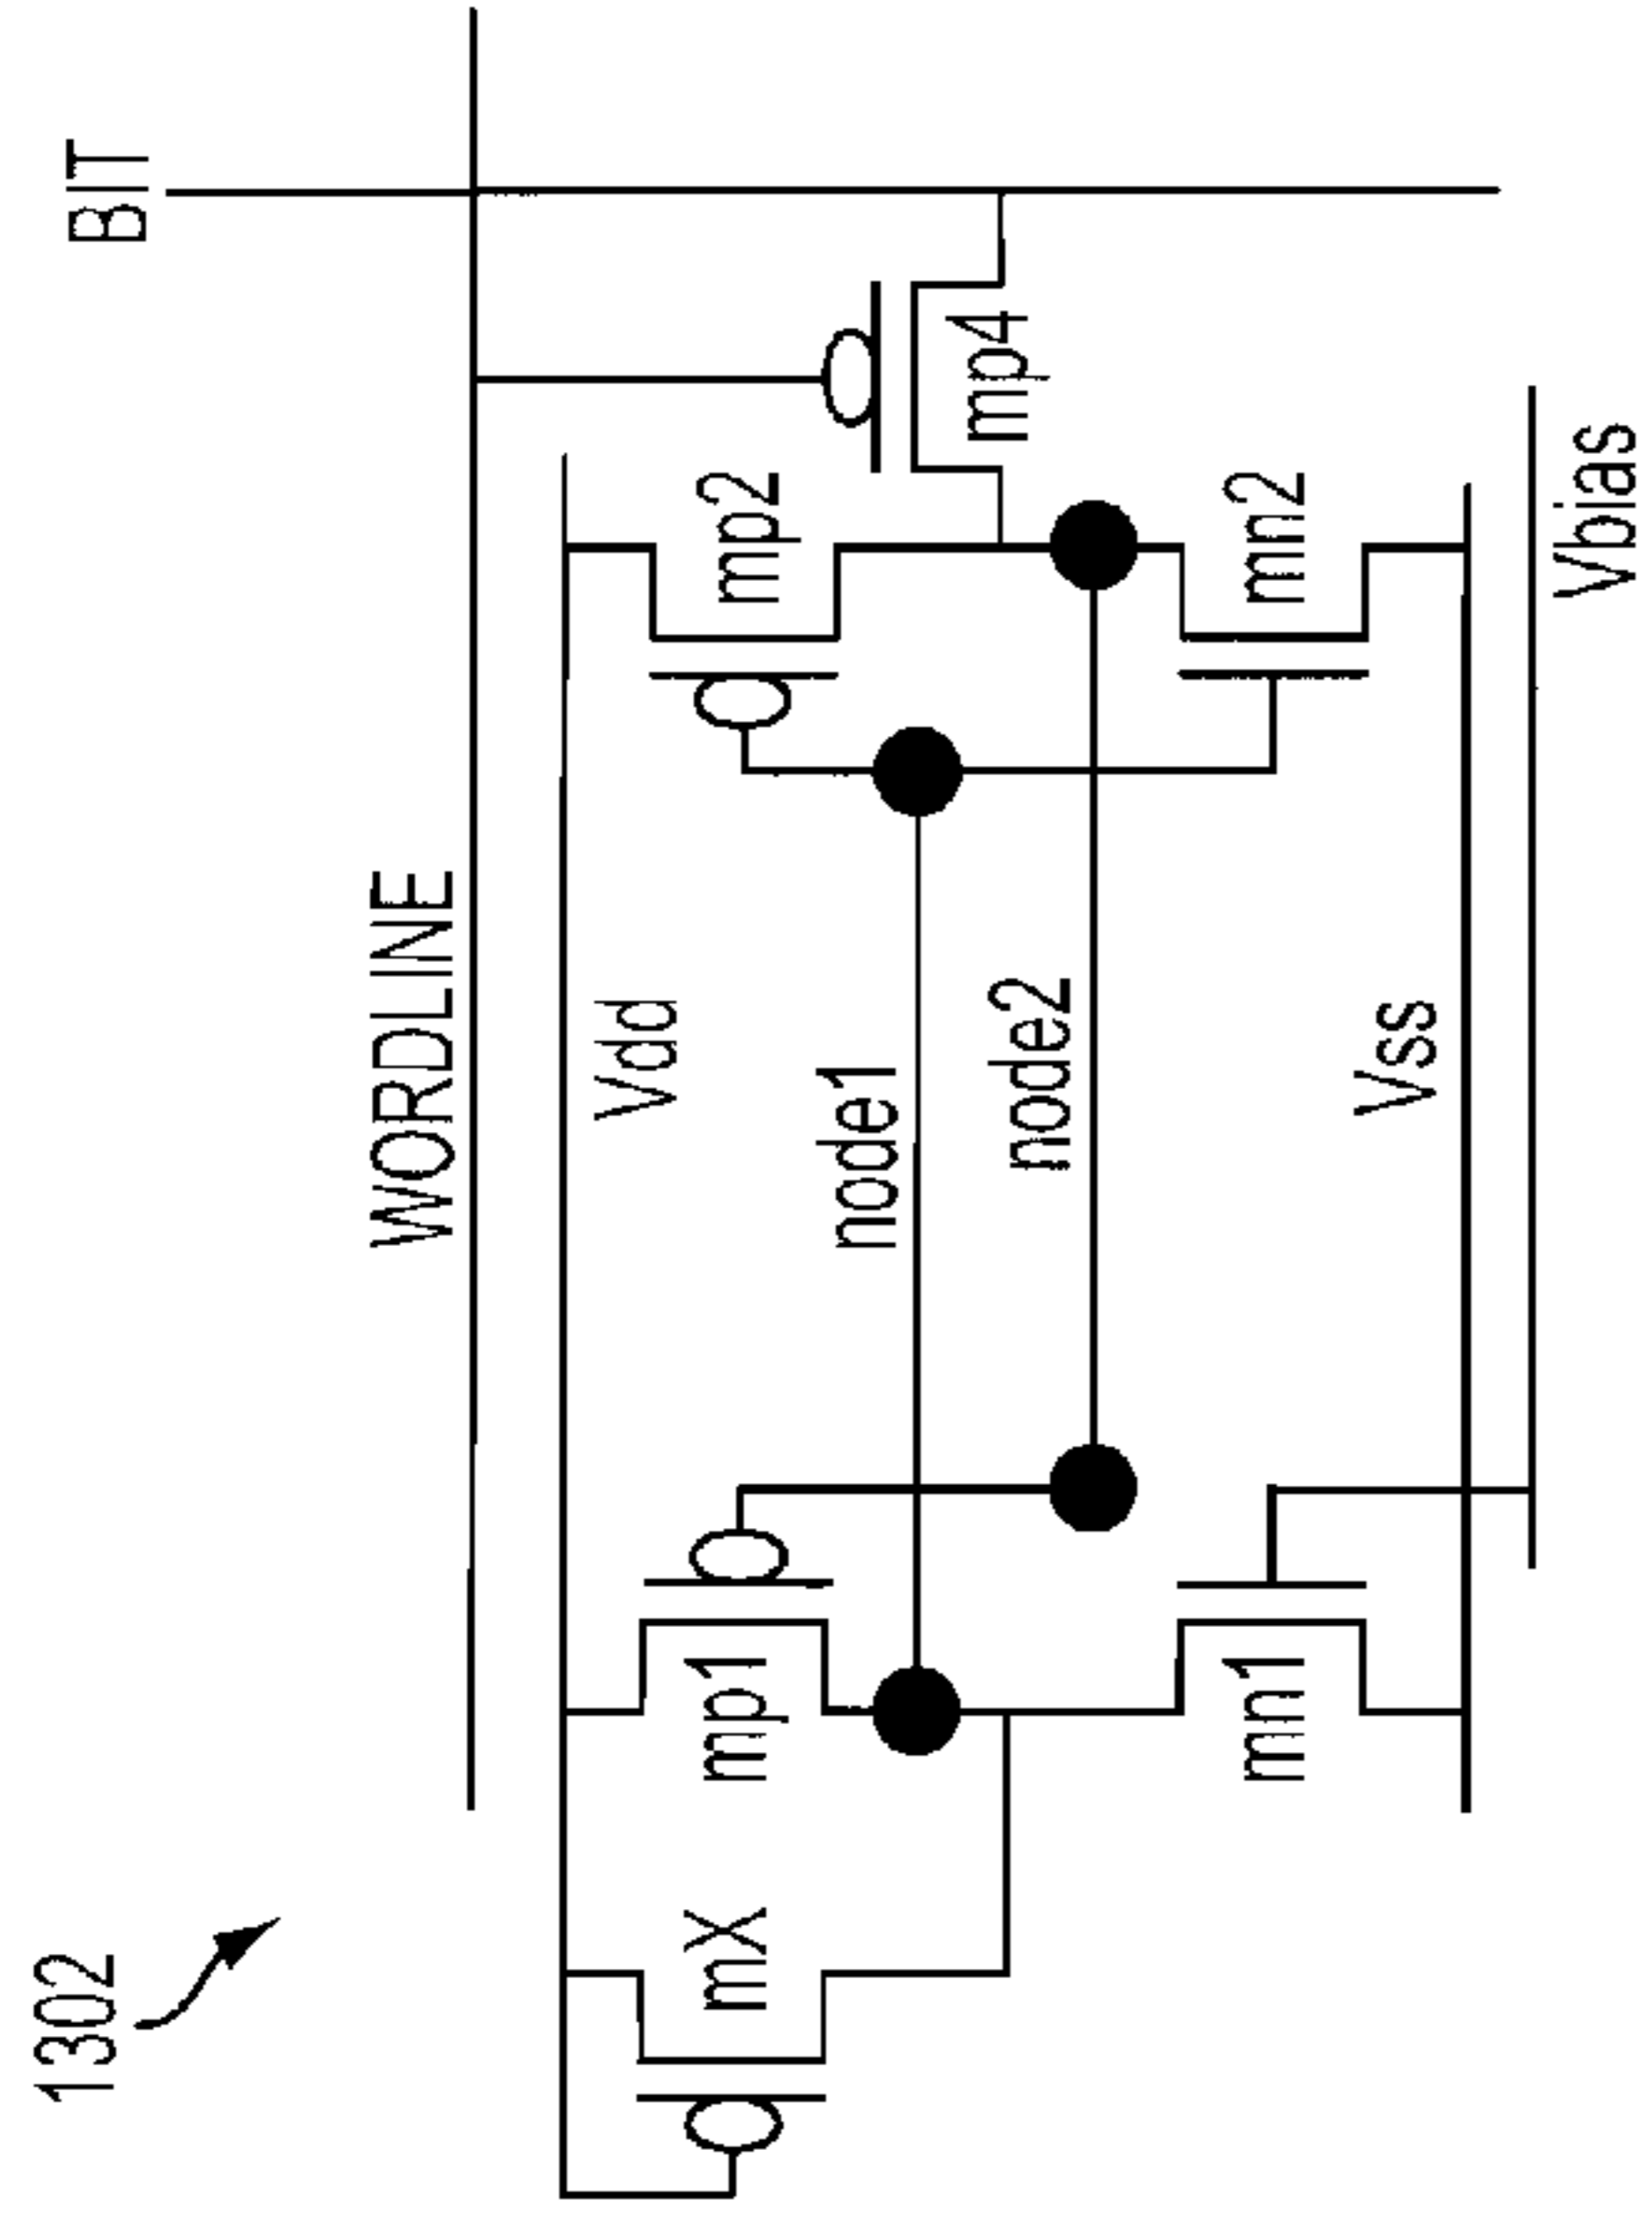 1302
BIT
WORDLINE
Vdd
mX
mp1
mp2
node1
node2
mp4
mn1
mn2
Vss
Vbias